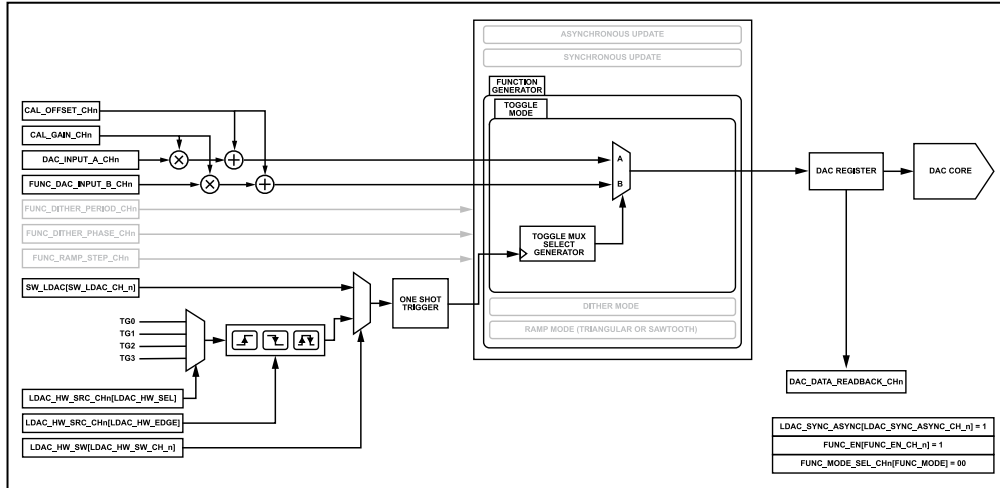 ASYNCHRONOUS UPDATE
SYNCHRONOUS UPDATE
FUNCTION
GENERATOR
TOGGLE
MODE
CAL_OFFSET_CHn
CAL_GAIN_CHn
DAC_INPUT_A_CHn
FUNC_DAC_INPUT_B_CHn
FUNC_DITHER_PERIOD_CHn
FUNC_DITHER_PHASE_CHn
FUNC_RAMP_STEP_CHn
A
B
DAC REGISTER
DAC CORE
TOGGLE MUX
SELECT
GENERATOR
SW_LDAC[SW_LDAC_CH_n]
ONE SHOT
TRIGGER
DITHER MODE
RAMP MODE (TRIANGULAR OR SAWTOOTH)
TG0
TG1
TG2
TG3
LDAC_HW_SRC_CHn[LDAC_HW_SEL]
LDAC_HW_SRC_CHn[LDAC_HW_EDGE]
LDAC_HW_SW[LDAC_HW_SW_CH_n]
DAC_DATA_READBACK_CHn
LDAC_SYNC_ASYNC[LDAC_SYNC_ASYNC_CH_n] = 1
FUNC_EN[FUNC_EN_CH_n] = 1
FUNC_MODE_SEL_CHn[FUNC_MODE] = 00